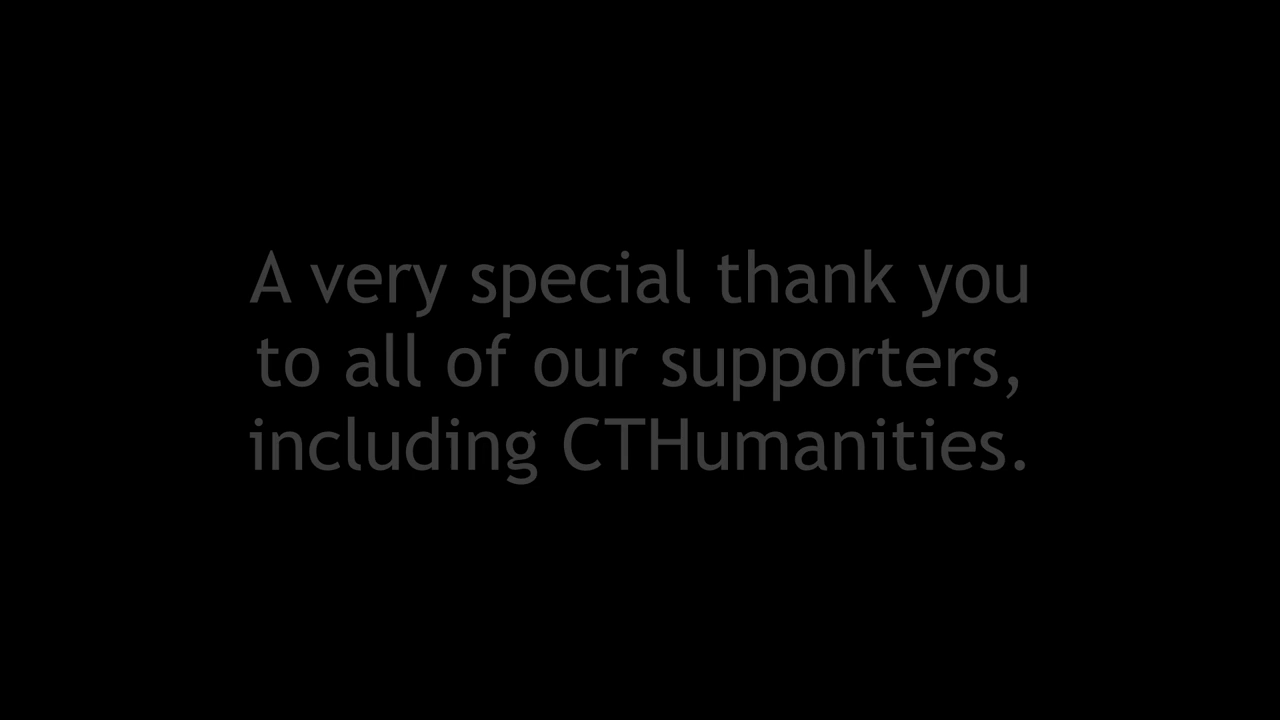 A very special thank you
to all of our supporters,
including CTHumanities.